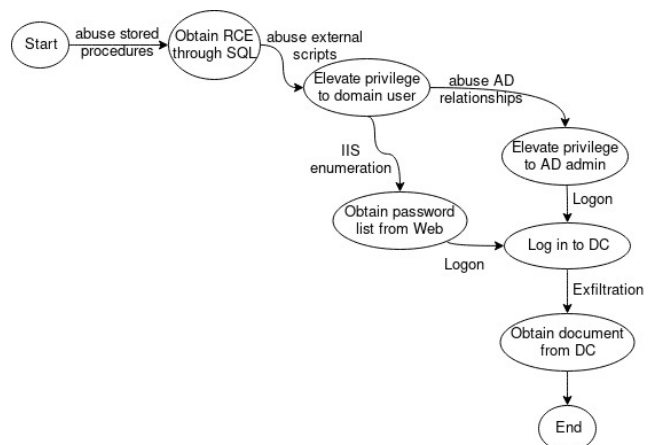 Start
abuse stored
procedures
Obtain RCE
through SQL
abuse external
scripts
Elevate privilege
to domain user
abuse AD
relationships
IIS
enumeration
Elevate privilege
to AD admin
Logon
Obtain password
list from Web
Logon
Log in to DC
Exfiltration
Obtain document
from DC
End